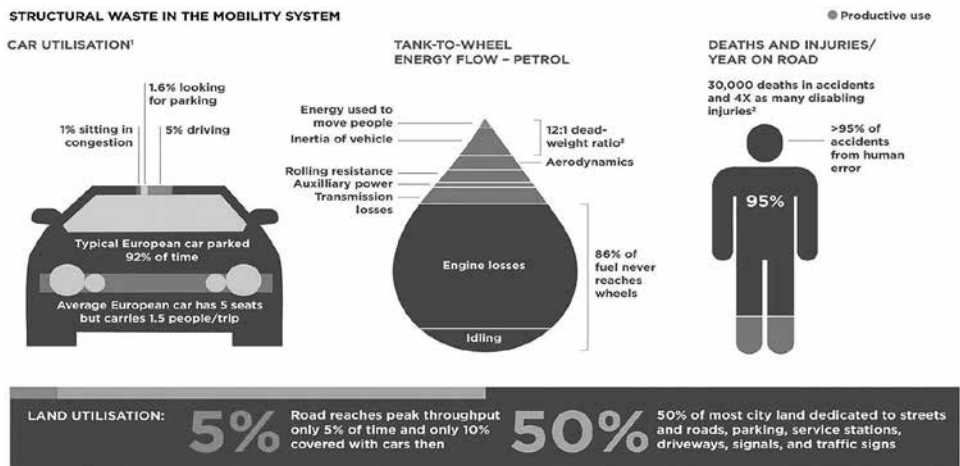 STRUCTURAL WASTE IN THE MOBILITY SYSTEM
Productive use
CAR UTILISATION¹
1.6% looking
for parking
1% sitting in
congestion
5% driving
Typical European car parked
92% of time
Average European car has 5 seats
but carries 1.5 people/trip
TANK-TO-WHEEL
ENERGY FLOW – PETROL
Energy used to
move people
Inertia of vehicle
12:1 dead-
weight ratio²
Aerodynamics
Rolling resistance
Auxilliary power
Transmission
losses
Engine losses
86% of
fuel never
reaches
wheels
Idling
DEATHS AND INJURIES/
YEAR ON ROAD
30,000 deaths in accidents
and 4X as many disabling
injuries²
>95% of
accidents
from human
error
95%
LAND UTILISATION:
5%
Road reaches peak throughput
only 5% of time and only 10%
covered with cars then
50%
50% of most city land dedicated to streets
and roads, parking, service stations,
driveways, signals, and traffic signs